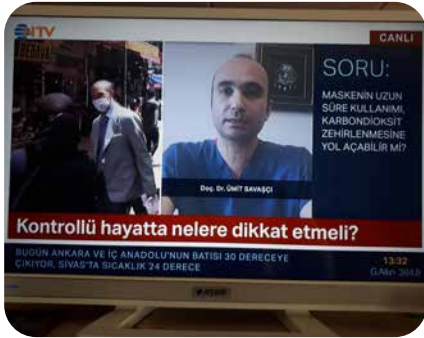 NTV
CANLI
BEDAVA
SORU:
MASKENİN UZUN
SÜRE KULLANIMI,
KARBONDİOKSİT
ZEHİRLENMESİNE
YOL AÇABİLİR Mİ?
Doç. Dr. ÜMİT SAVAŞÇI
Kontrollü hayatta nelere dikkat etmeli?
BUGÜN ANKARA VE İÇ ANADOLU'NUN BATISI 30 DERECEYE
ÇIKIYOR, SİVAS'TA SICAKLIK 24 DERECE
13:32
G.Altın